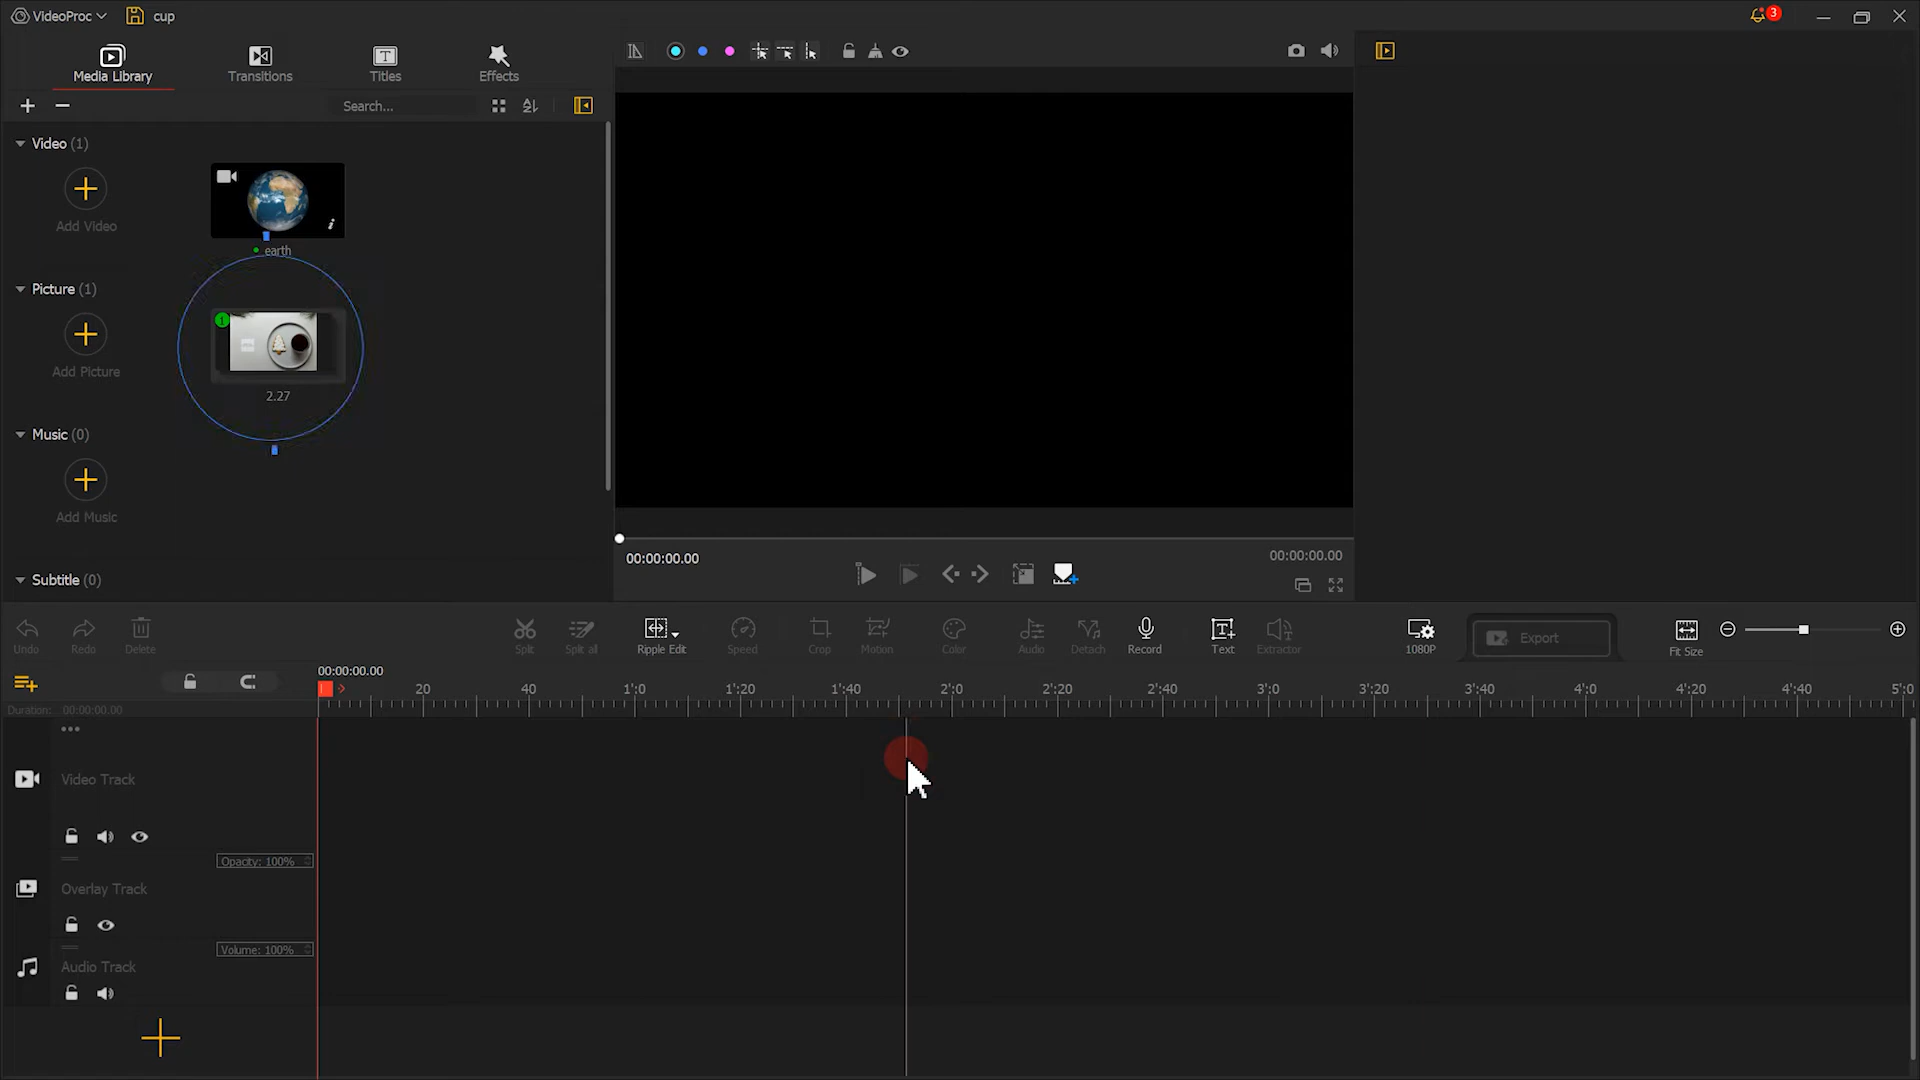 VideoProc
cup
3
Media Library
Transitions
Titles
Effects
Search...
Video (1)
Add Video
earth
Picture (1)
Add Picture
1
2.27
Music (0)
Add Music
Subtitle (0)
00:00:00.00
00:00:00.00
Undo
Redo
Delete
Split
Split all
Ripple Edit
Speed
Crop
Motion
Color
Audio
Detach
Record
Text
Extractor
1080P
Export
Fit Size
00:00:00.00
20
40
1'0
1'20
1'40
2'0
2'20
2'40
3'0
3'20
3'40
4'0
4'20
4'40
5'0
Duration: 00:00:00.00
Video Track
Opacity: 100%
Overlay Track
Volume: 100%
Audio Track